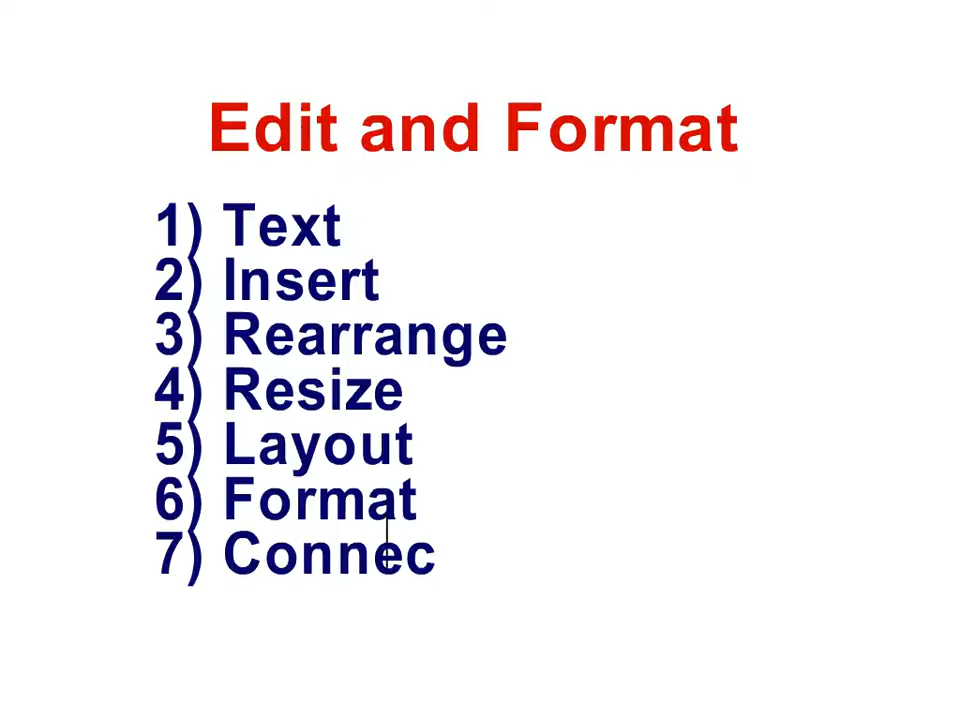 Edit and Format
1) Text
2) Insert
3) Rearrange
4) Resize
5) Layout
6) Format
7) Connec